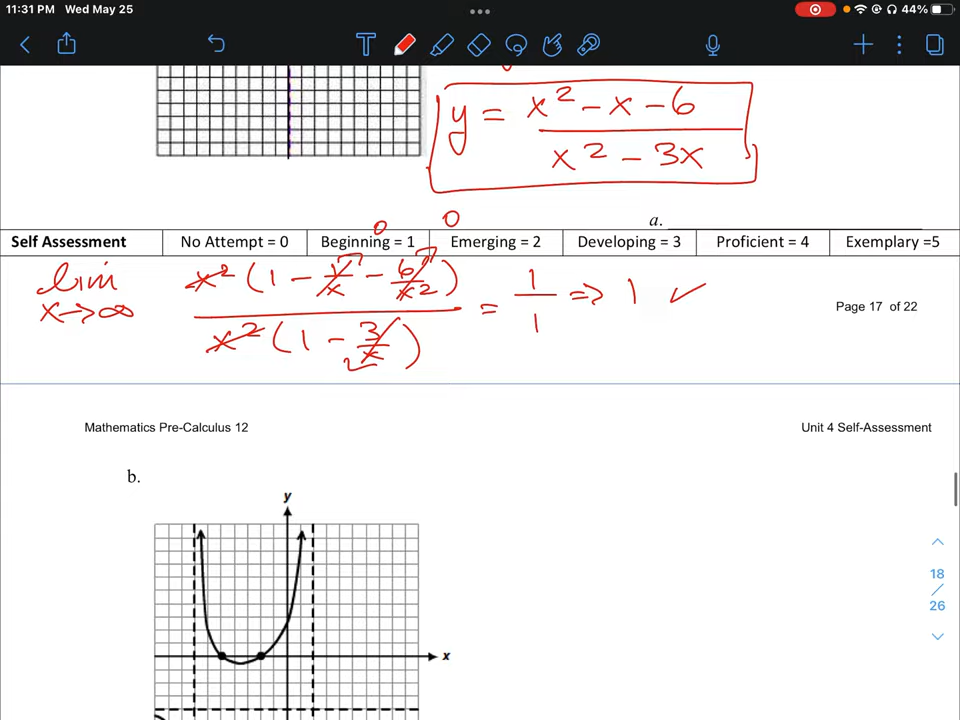 11:31 PM Wed May 25
44%
y = x² - x - 6 / x² - 3x
a.
Self Assessment No Attempt = 0 Beginning = 1 Emerging = 2 Developing = 3 Proficient = 4 Exemplary =5
0 0
lim x→∞ x² (1 - 1/x - 6/x²) / x² (1 - 3/x) = 1/1 ⇒ 1 ✓
Page 17 of 22
Mathematics Pre-Calculus 12 Unit 4 Self-Assessment
b.
y
x
18
/
26